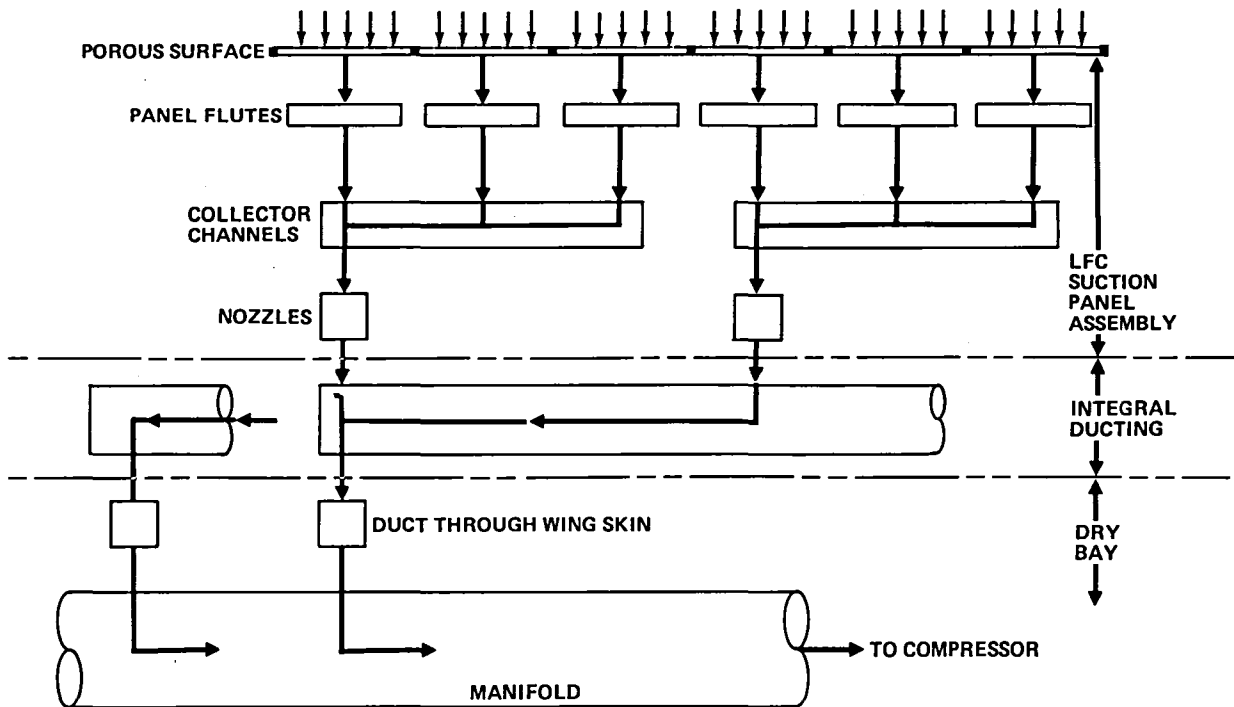 POROUS SURFACE
PANEL FLUTES
COLLECTOR
CHANNELS
LFC
SUCTION
PANEL
ASSEMBLY
NOZZLES
INTEGRAL
DUCTING
DUCT THROUGH WING SKIN
DRY
BAY
TO COMPRESSOR
MANIFOLD